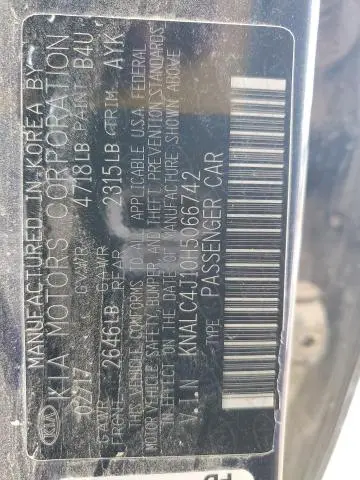 MANUFACTURED IN KOREA BY
KIA MOTORS CORPORATION
KIA
02/17 GVWR 4718LB PAINT B4U
GAWR FRONT 2646LB GAWR REAR 2315LB TRIM AYK
THIS VEHICLE CONFORMS TO ALL APPLICABLE U.S.A. FEDERAL
MOTOR VEHICLE SAFETY, BUMPER AND THEFT PREVENTION STANDARDS
IN EFFECT ON THE DATE OF MANUFACTURE SHOWN ABOVE
V.I.N KNALC4J10H5066742
TYPE: PASSENGER CAR